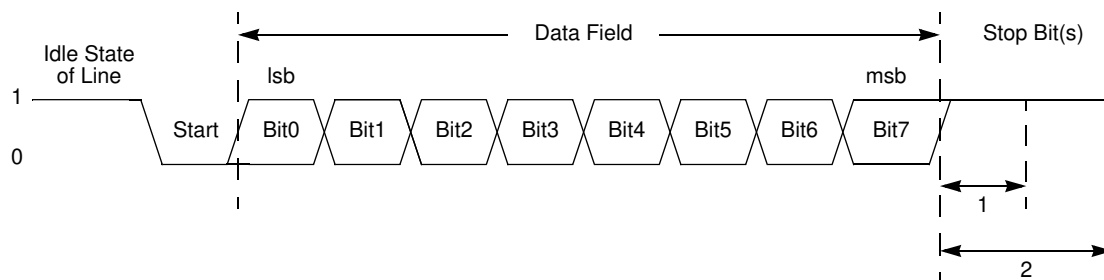 Data Field
Stop Bit(s)
Idle State
of Line
lsb
msb
1
Start
Bit0
Bit1
Bit2
Bit3
Bit4
Bit5
Bit6
Bit7
0
1
2